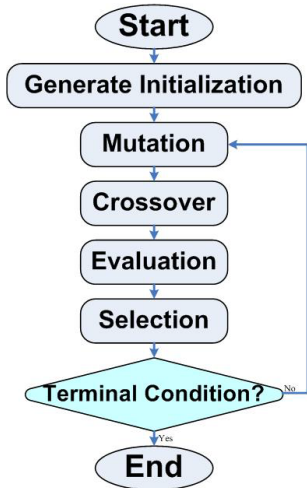 Start
Generate Initialization
Mutation
Crossover
Evaluation
Selection
Terminal Condition?
No
Yes
End